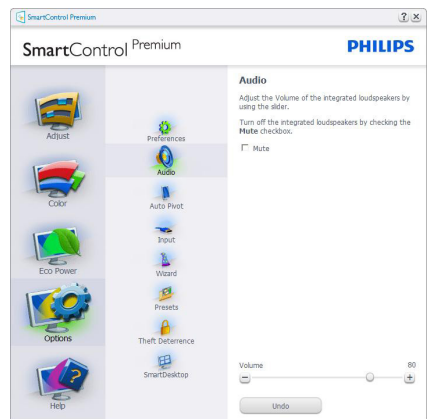 SmartControl Premium
? ×
SmartControl Premium
PHILIPS
Adjust
Color
Eco Power
Options
Help
Preferences
Audio
Auto Pivot
Input
Wizard
Presets
Theft Deterrence
SmartDesktop
Audio
Adjust the Volume of the integrated loudspeakers by
using the slider.
Turn off the integrated loudspeakers by checking the
Mute checkbox.
Mute
Volume 80
Undo